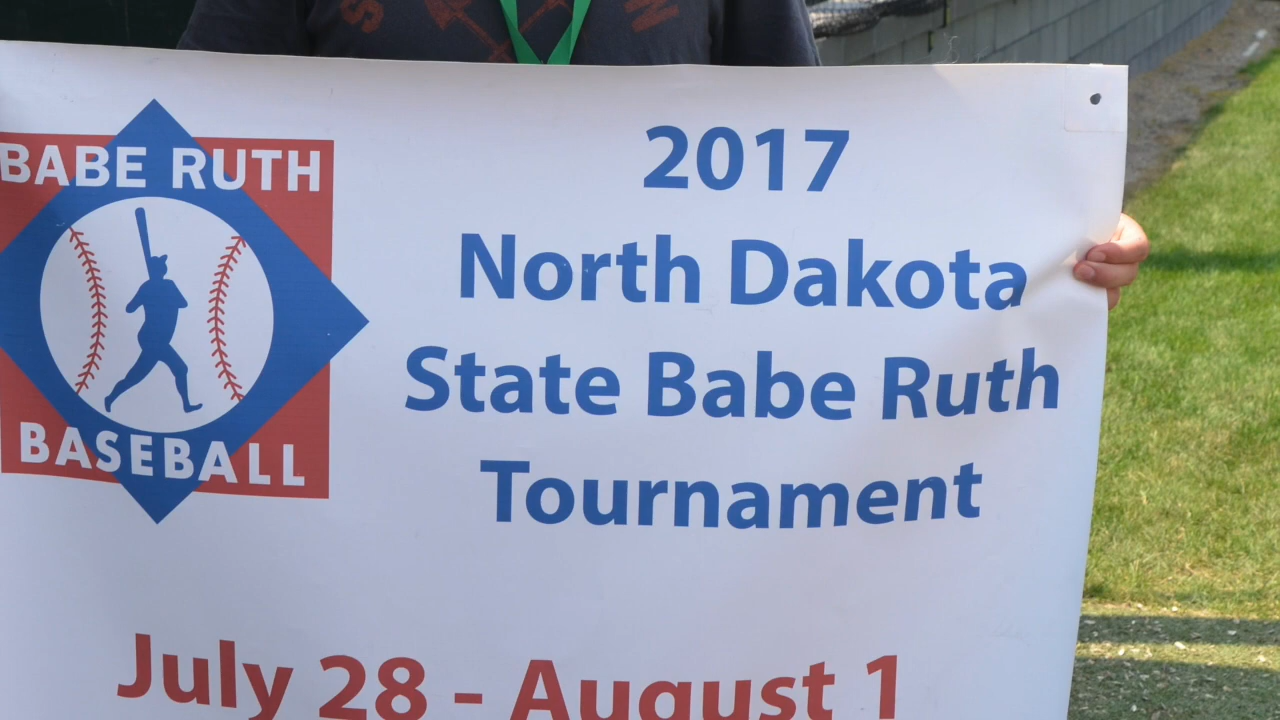 BABE RUTH
BASEBALL
2017
North Dakota
State Babe Ruth
Tournament
July 28 - August 1